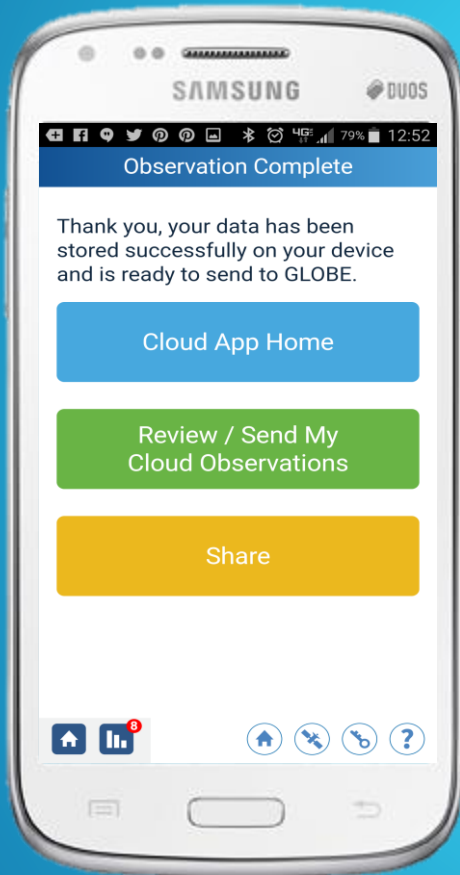 SAMSUNG DUOS
4G 79% 12:52
Observation Complete
Thank you, your data has been
stored successfully on your device
and is ready to send to GLOBE.
Cloud App Home
Review / Send My
Cloud Observations
Share
8
?